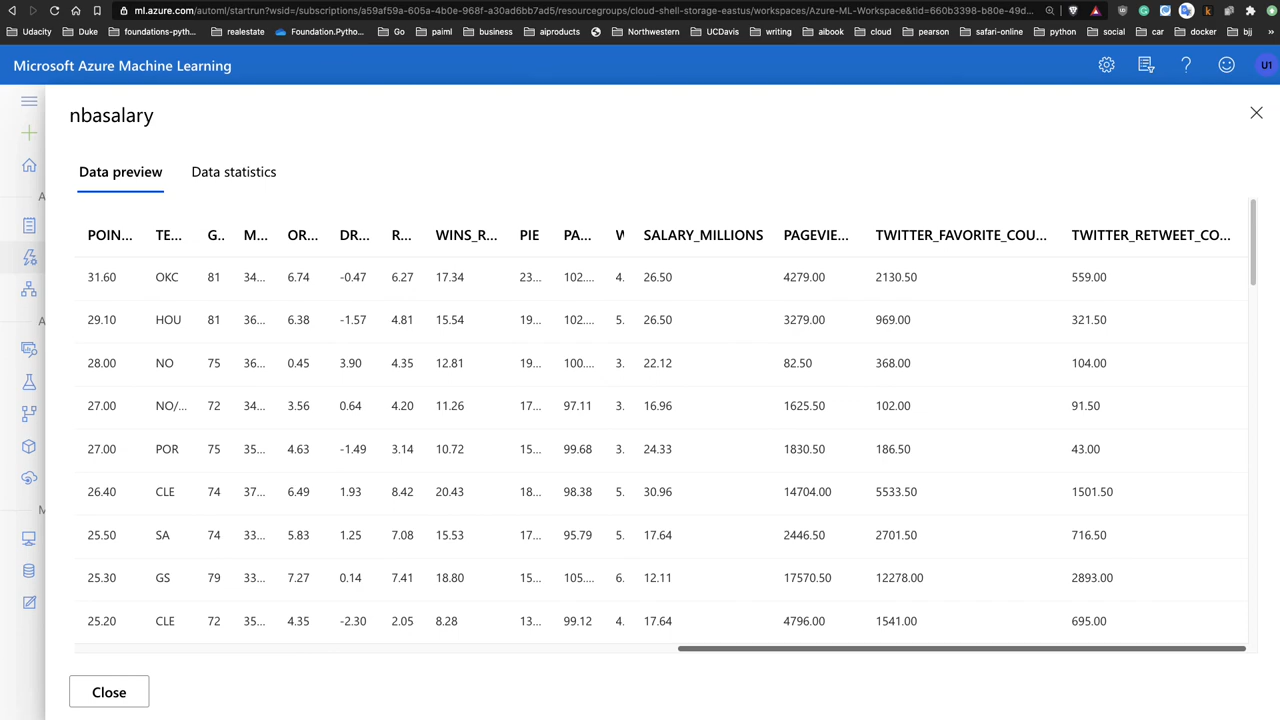 ml.azure.com/automl/startrun?wsid=/subscriptions/a59af59a-605a-4b0e-968f-a30ad6bb7ad5/resourcegroups/cloud-shell-storage-eastus/workspaces/Azure-ML-Workspace&tid=660b3398-b80e-49d...
Udacity Duke foundations-pyth... realestate Foundation.Pytho... Go paiml business aiproducts Northwestern UCDavis writing aibook cloud pearson safari-online python social car docker bjj »
Microsoft Azure Machine Learning U1
nbasalary
Data preview Data statistics
POIN... TE... G.. M... OR... DR... R... WINS_R... PIE PA... W SALARY_MILLIONS PAGEVIE... TWITTER_FAVORITE_COU... TWITTER_RETWEET_CO...
31.60 OKC 81 34... 6.74 -0.47 6.27 17.34 23... 102.... 4. 26.50 4279.00 2130.50 559.00
29.10 HOU 81 36... 6.38 -1.57 4.81 15.54 19... 102.... 5. 26.50 3279.00 969.00 321.50
28.00 NO 75 36... 0.45 3.90 4.35 12.81 19... 100.... 3. 22.12 82.50 368.00 104.00
27.00 NO/... 72 34... 3.56 0.64 4.20 11.26 17... 97.11 3. 16.96 1625.50 102.00 91.50
27.00 POR 75 35... 4.63 -1.49 3.14 10.72 15... 99.68 3. 24.33 1830.50 186.50 43.00
26.40 CLE 74 37... 6.49 1.93 8.42 20.43 18... 98.38 5. 30.96 14704.00 5533.50 1501.50
25.50 SA 74 33... 5.83 1.25 7.08 15.53 17... 95.79 5. 17.64 2446.50 2701.50 716.50
25.30 GS 79 33... 7.27 0.14 7.41 18.80 15... 105.... 6. 12.11 17570.50 12278.00 2893.00
25.20 CLE 72 35... 4.35 -2.30 2.05 8.28 13... 99.12 4. 17.64 4796.00 1541.00 695.00
Close